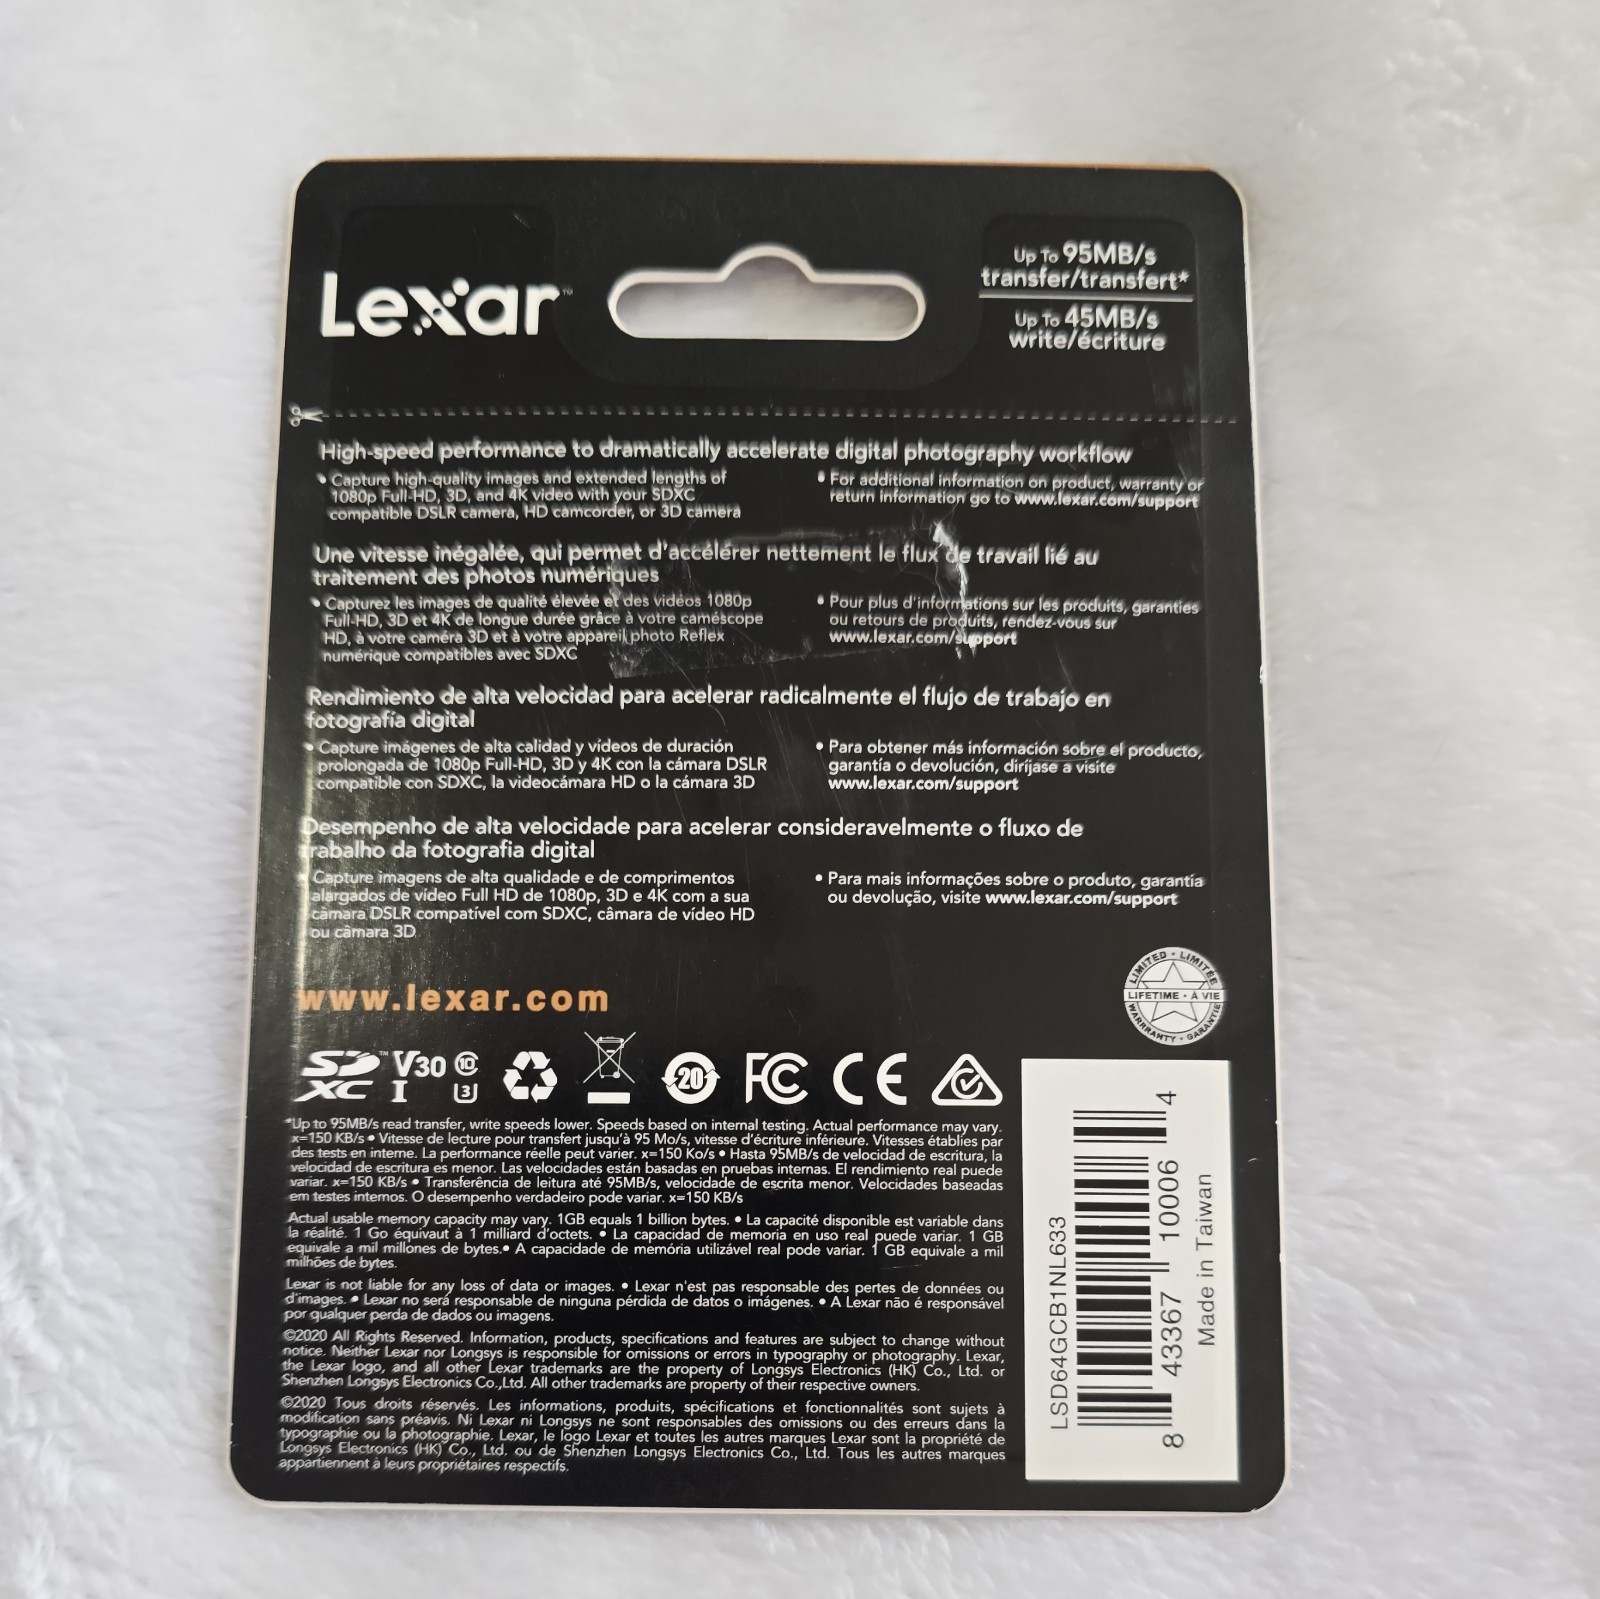 Lexar™
Up To 95MB/s
transfer/transfert*
Up To 45MB/s
write/écriture
High-speed performance to dramatically accelerate digital photography workflow
• Capture high-quality images and extended lengths of
1080p Full-HD, 3D, and 4K video with your SDXC
compatible DSLR camera, HD camcorder, or 3D camera
• For additional information on product, warranty or
return information go to www.lexar.com/support
Une vitesse inégalée, qui permet d'accélérer nettement le flux de travail lié au
traitement des photos numériques
• Capturez les images de qualité élevée et des vidéos 1080p
Full-HD, 3D et 4K de longue durée grâce à votre caméscope
HD, à votre caméra 3D et à votre appareil photo Reflex
numérique compatibles avec SDXC
• Pour plus d'informations sur les produits, garanties
ou retours de produits, rendez-vous sur
www.lexar.com/support
Rendimiento de alta velocidad para acelerar radicalmente el flujo de trabajo en
fotografía digital
• Capture imágenes de alta calidad y vídeos de duración
prolongada de 1080p Full-HD, 3D y 4K con la cámara DSLR
compatible con SDXC, la videocámara HD o la cámara 3D
• Para obtener más información sobre el producto,
garantía o devolución, diríjase a visite
www.lexar.com/support
Desempenho de alta velocidade para acelerar consideravelmente o fluxo de
trabalho da fotografia digital
• Capture imagens de alta qualidade e de comprimentos
alargados de vídeo Full HD de 1080p, 3D e 4K com a sua
câmara DSLR compatível com SDXC, câmara de vídeo HD
ou câmara 3D
• Para mais informações sobre o produto, garantia
ou devolução, visite www.lexar.com/support
www.lexar.com
LIMITED • LIMITÉE
LIFETIME • À VIE
WARRRANTY • GARANTIE
SD XC™ I V30 10 U3 20 FC CE
*Up to 95MB/s read transfer, write speeds lower. Speeds based on internal testing. Actual performance may vary.
x=150 KB/s • Vitesse de lecture pour transfert jusqu'à 95 Mo/s, vitesse d'écriture inférieure. Vitesses établies par
des tests en interne. La performance réelle peut varier. x=150 Ko/s • Hasta 95MB/s de velocidad de escritura, la
velocidad de escritura es menor. Las velocidades están basadas en pruebas internas. El rendimiento real puede
variar. x=150 KB/s • Transferência de leitura até 95MB/s, velocidade de escrita menor. Velocidades baseadas
em testes internos. O desempenho verdadeiro pode variar. x=150 KB/s
Actual usable memory capacity may vary. 1GB equals 1 billion bytes. • La capacité disponible est variable dans
la réalité. 1 Go équivaut à 1 milliard d'octets. • La capacidad de memoria en uso real puede variar. 1 GB
equivale a mil millones de bytes.• A capacidade de memória utilizável real pode variar. 1 GB equivale a mil
milhões de bytes.
Lexar is not liable for any loss of data or images. • Lexar n'est pas responsable des pertes de données ou
d'images. • Lexar no será responsable de ninguna pérdida de datos o imágenes. • A Lexar não é responsável
por qualquer perda de dados ou imagens.
©2020 All Rights Reserved. Information, products, specifications and features are subject to change without
notice. Neither Lexar nor Longsys is responsible for omissions or errors in typography or photography. Lexar,
the Lexar logo, and all other Lexar trademarks are the property of Longsys Electronics (HK) Co., Ltd. or
Shenzhen Longsys Electronics Co.,Ltd. All other trademarks are property of their respective owners.
©2020 Tous droits réservés. Les informations, produits, spécifications et fonctionnalités sont sujets à
modification sans préavis. Ni Lexar ni Longsys ne sont responsables des omissions ou des erreurs dans la
typographie ou la photographie. Lexar, le logo Lexar et toutes les autres marques Lexar sont la propriété de
Longsys Electronics (HK) Co., Ltd. ou de Shenzhen Longsys Electronics Co., Ltd. Tous les autres marques
appartiennent à leurs propriétaires respectifs.
LSD64GCB1NL633
8 43367 10006 4
Made in Taiwan